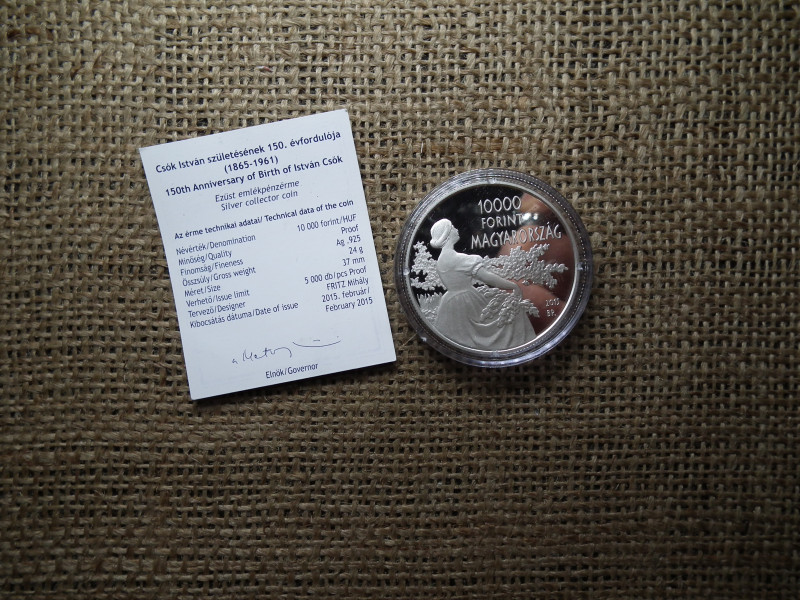 Csók István születésének 150. évfordulója
(1865-1961)
150th Anniversary of Birth of István Csók
Ezüst emlékpénzérme
Silver collector coin
Az érme technikai adatai/ Technical data of the coin
Névérték/Denomination 10 000 forint/HUF
Minőség/Quality Proof
Finomság/Fineness Ag .925
Összsúly/Gross weight 24 g
Méret/Size 37 mm
Verhető/Issue limit 5 000 db/pcs Proof
Tervező/Designer FRITZ Mihály
Kibocsátás dátuma/Date of issue 2015. február/
February 2015
Elnök/Governor
10000
FORINT
MAGYARORSZÁG
2015
BP.